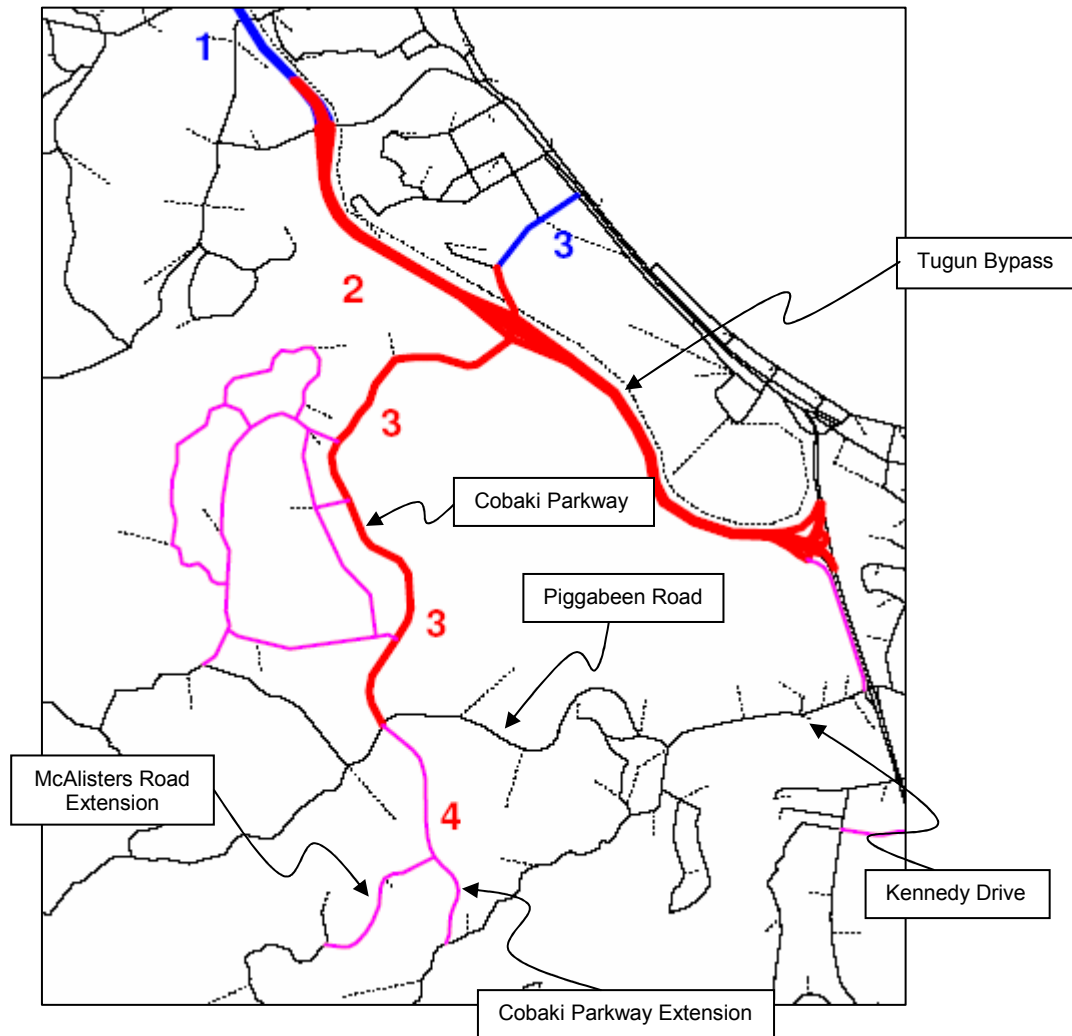 1
3
Tugun Bypass
2
3
Cobaki Parkway
Piggabeen Road
3
McAlisters Road
Extension
4
Kennedy Drive
Cobaki Parkway Extension